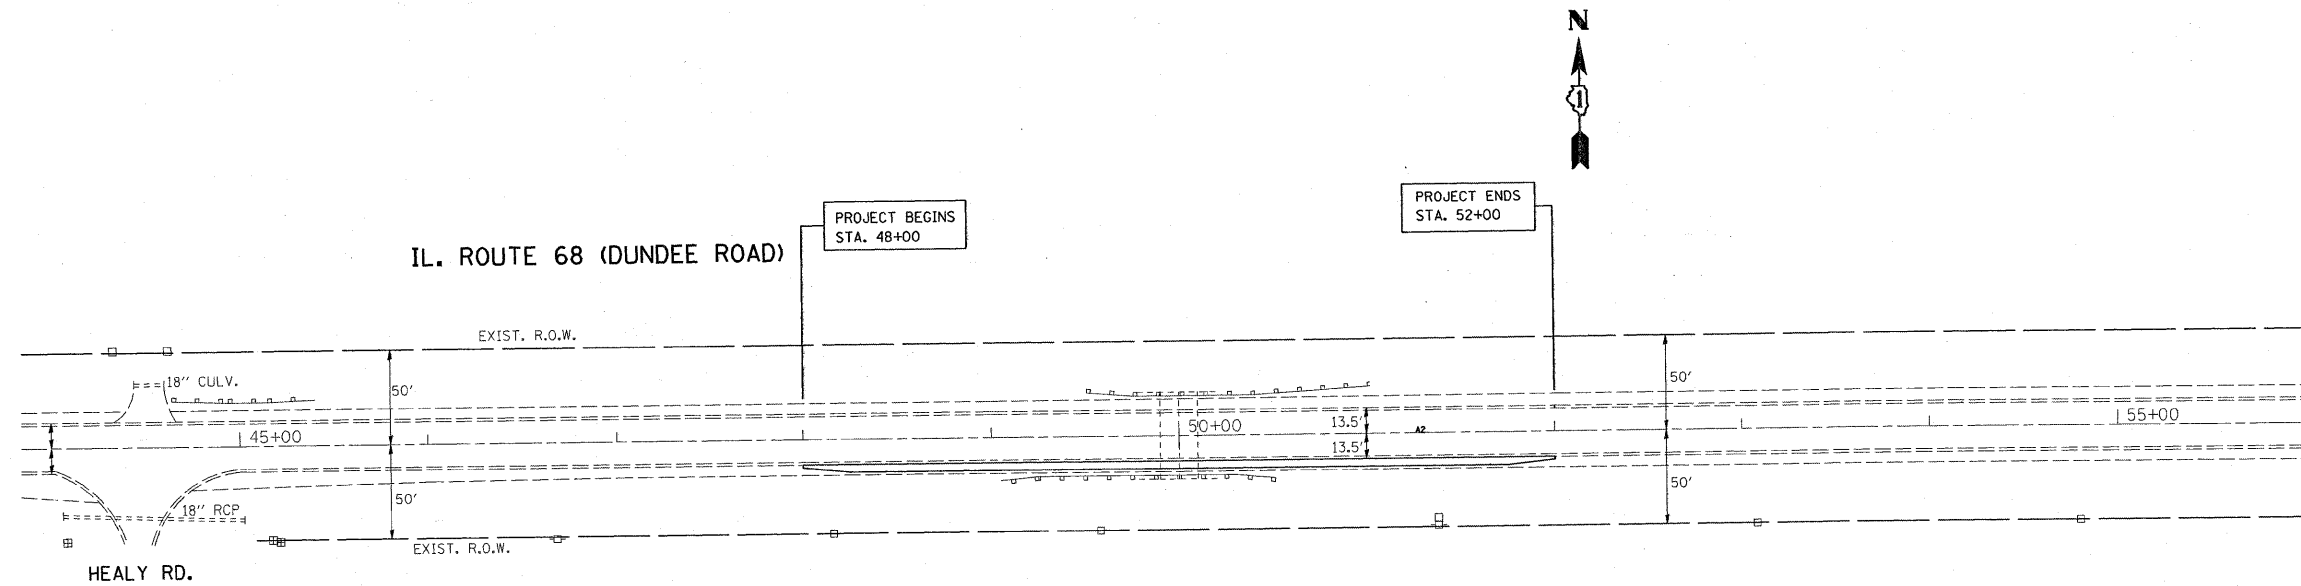 N
1
PROJECT BEGINS
STA. 48+00
PROJECT ENDS
STA. 52+00
IL. ROUTE 68 (DUNDEE ROAD)
EXIST. R.O.W.
18" CULV.
50'
50'
45+00
50+00
13.5'
A2
13.5'
55+00
50'
50'
18" RCP
EXIST. R.O.W.
HEALY RD.